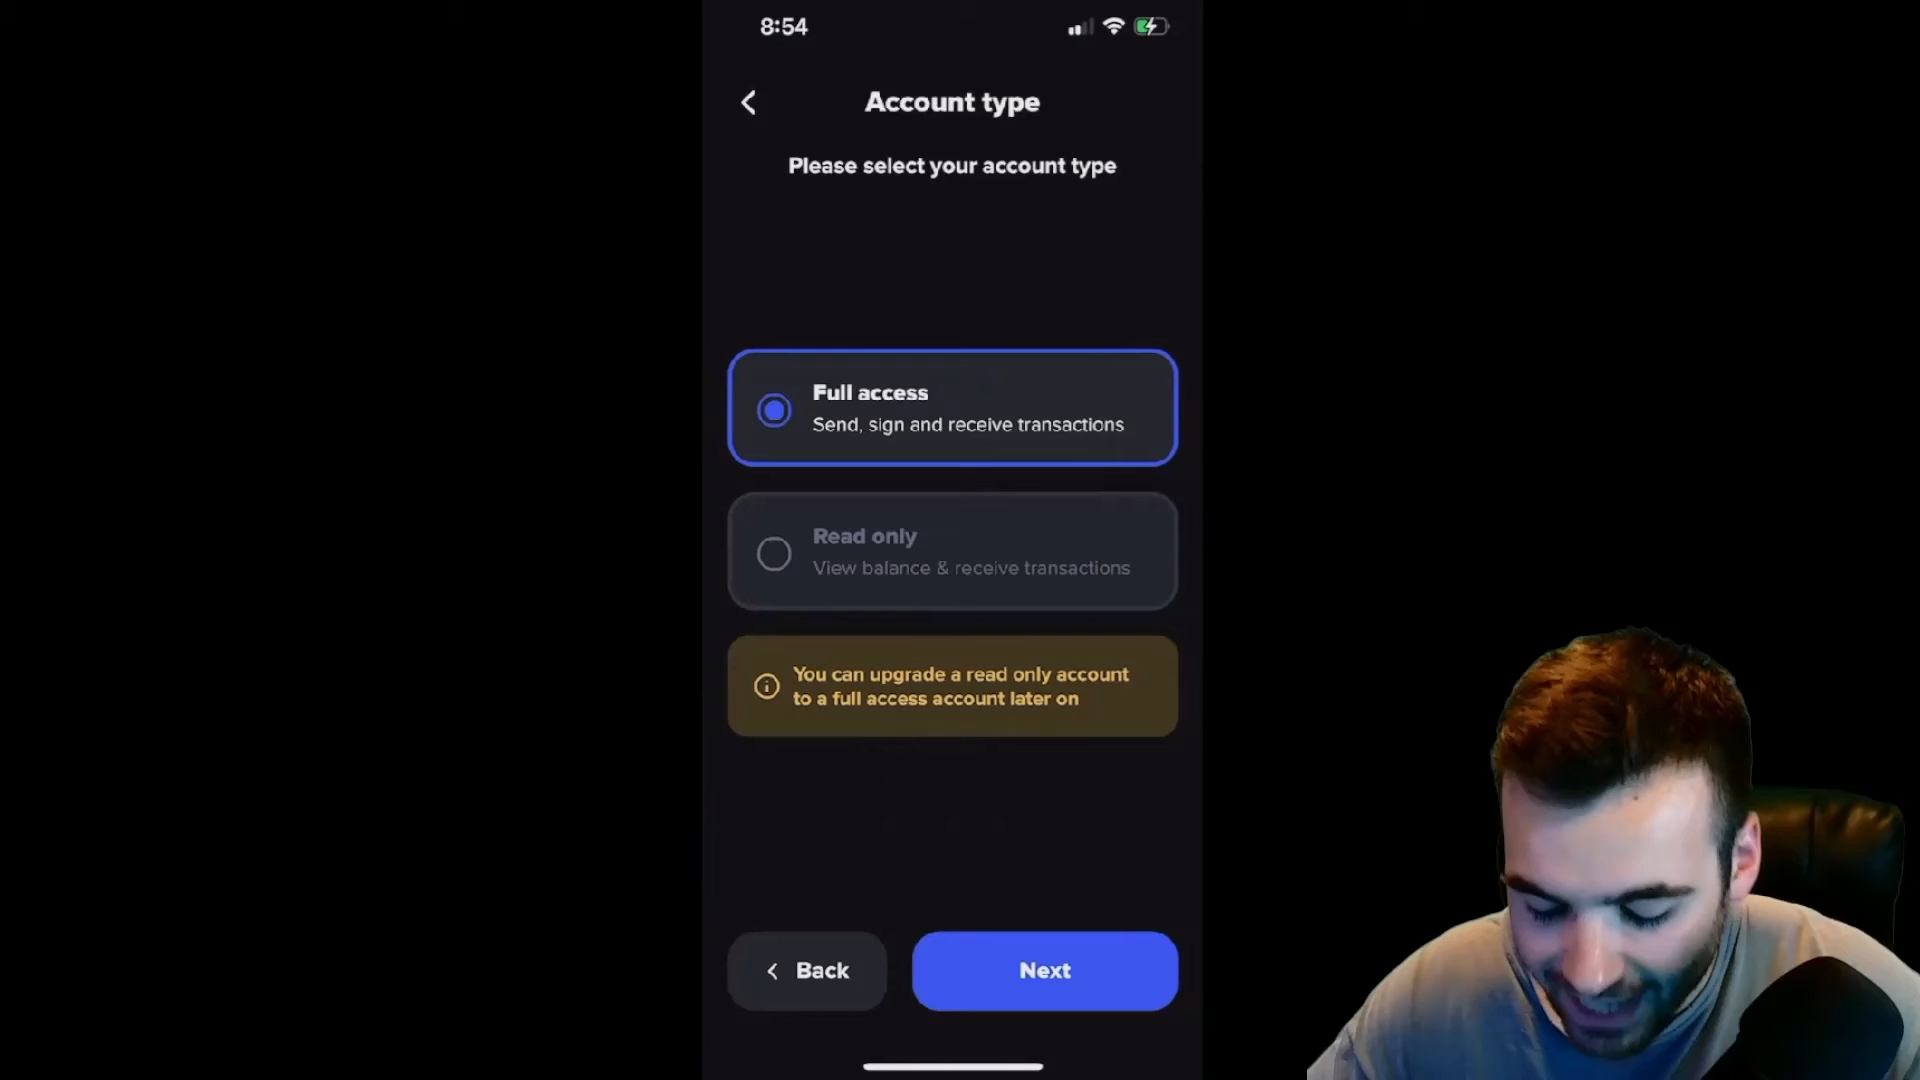 8:54
Account type
Please select your account type
Full access
Send, sign and receive transactions
Read only
View balance & receive transactions
You can upgrade a read only account
to a full access account later on
Back
Next